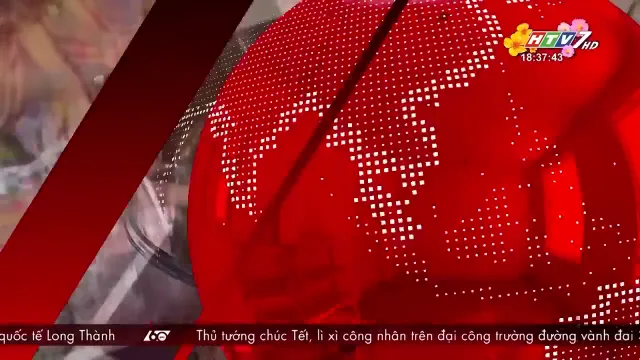 HTV7 HD
18:37:43
quốc tế Long Thành 60 Thủ tướng chúc Tết, lì xì công nhân trên đại công trường đường vành đai